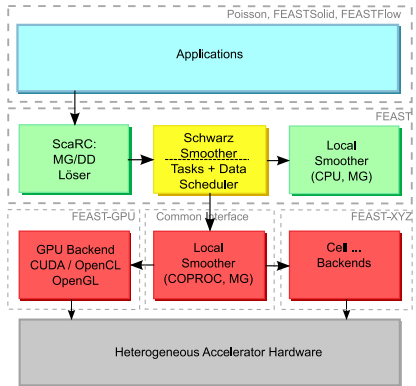 Poisson, FEASTSolid, FEASTFlow
Applications
FEAST
ScaRC:
MG/DD
Löser
Schwarz
Smoother
Tasks + Data
Scheduler
Local
Smoother
(CPU, MG)
FEAST-GPU
Common Interface
FEAST-XYZ
GPU Backend
CUDA / OpenCL
OpenGL
Local
Smoother
(COPROC, MG)
Cell ...
Backends
Heterogeneous Accelerator Hardware